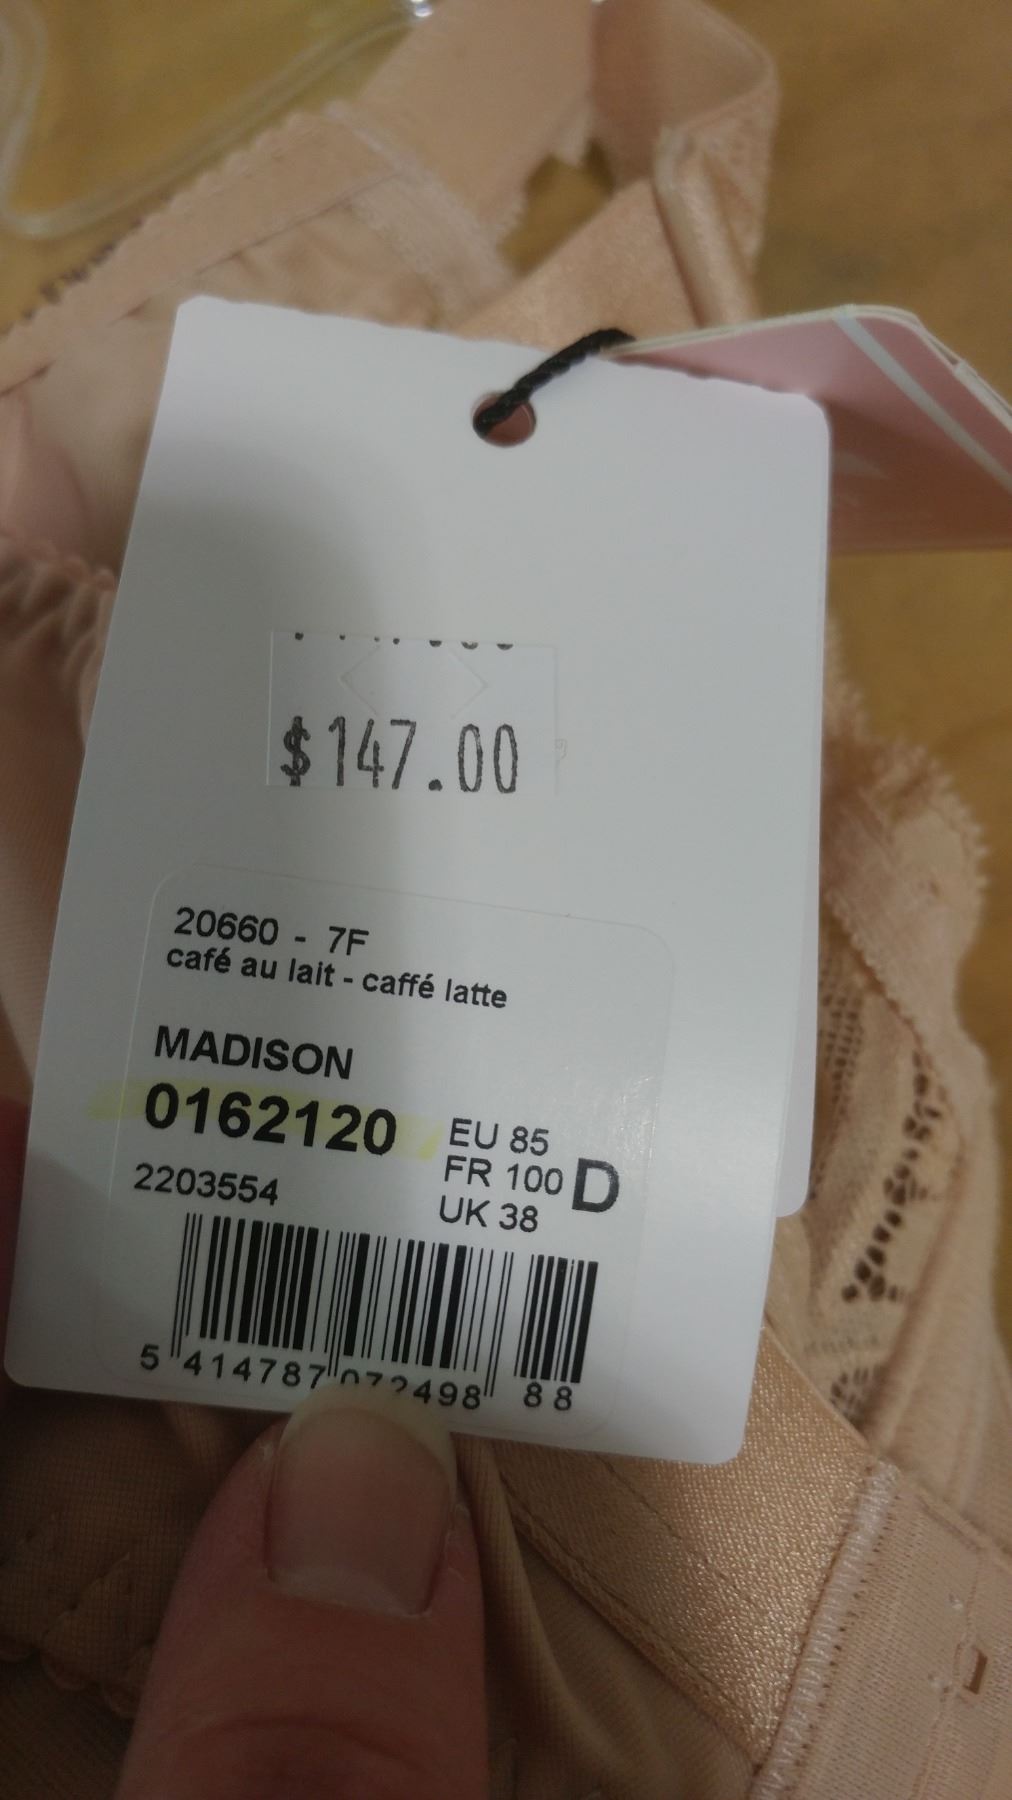 $147.00
20660 - 7F
café au lait - caffé latte
MADISON
0162120
2203554
EU 85
FR 100
UK 38
D
5 414787 072498 88